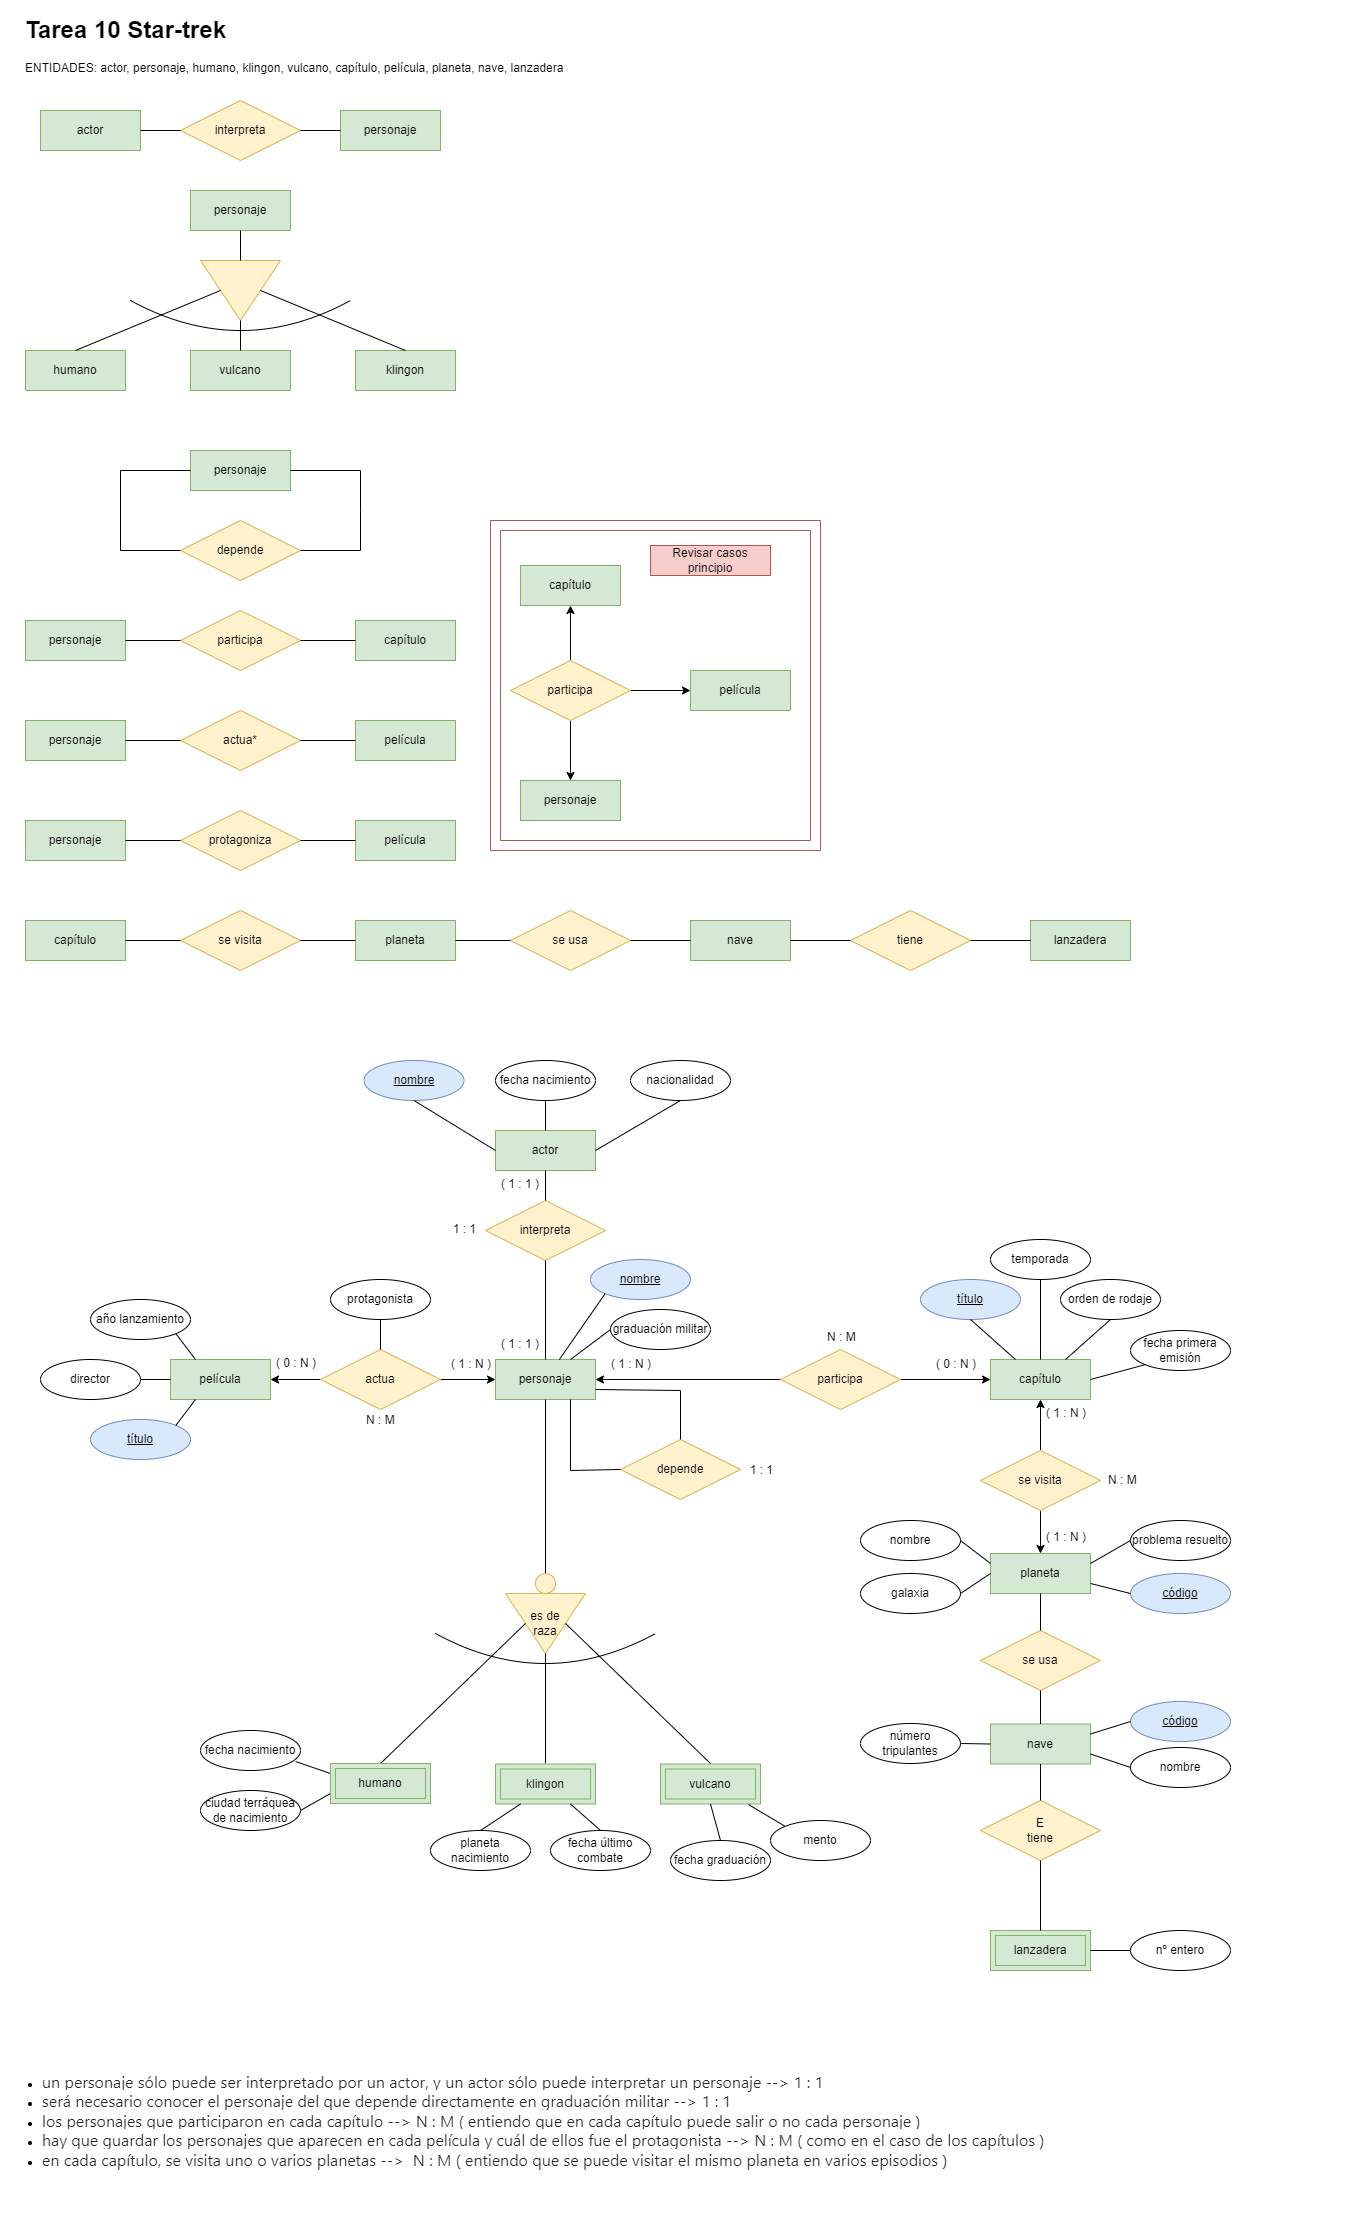 Tarea 10 Star-trek
ENTIDADES: actor, personaje, humano, klingon, vulcano, capítulo, película, planeta, nave, lanzadera
actor
interpreta
personaje
personaje
humano
vulcano
klingon
personaje
depende
Revisar casos
principio
capítulo
participa
película
personaje
personaje
participa
capítulo
personaje
actua*
película
personaje
protagoniza
película
capítulo
se visita
planeta
se usa
nave
tiene
lanzadera
nombre
fecha nacimiento
nacionalidad
actor
( 1 : 1 )
1 : 1
interpreta
nombre
graduación militar
( 1 : 1 )
protagonista
año lanzamiento
director
título
película
( 0 : N )
actua
N : M
( 1 : N )
personaje
( 1 : N )
N : M
participa
( 0 : N )
temporada
título
orden de rodaje
fecha primera
emisión
capítulo
( 1 : N )
depende
1 : 1
se visita
N : M
( 1 : N )
nombre
problema resuelto
planeta
galaxia
código
es de
raza
se usa
código
número
tripulantes
nave
nombre
fecha nacimiento
ciudad terráquea
de nacimiento
humano
klingon
vulcano
planeta
nacimiento
fecha último
combate
fecha graduación
mento
E
tiene
lanzadera
nº entero
un personaje sólo puede ser interpretado por un actor, y un actor sólo puede interpretar un personaje --> 1 : 1
será necesario conocer el personaje del que depende directamente en graduación militar --> 1 : 1
los personajes que participaron en cada capítulo --> N : M ( entiendo que en cada capítulo puede salir o no cada personaje )
hay que guardar los personajes que aparecen en cada película y cuál de ellos fue el protagonista --> N : M ( como en el caso de los capítulos )
en cada capítulo, se visita uno o varios planetas --> N : M ( entiendo que se puede visitar el mismo planeta en varios episodios )